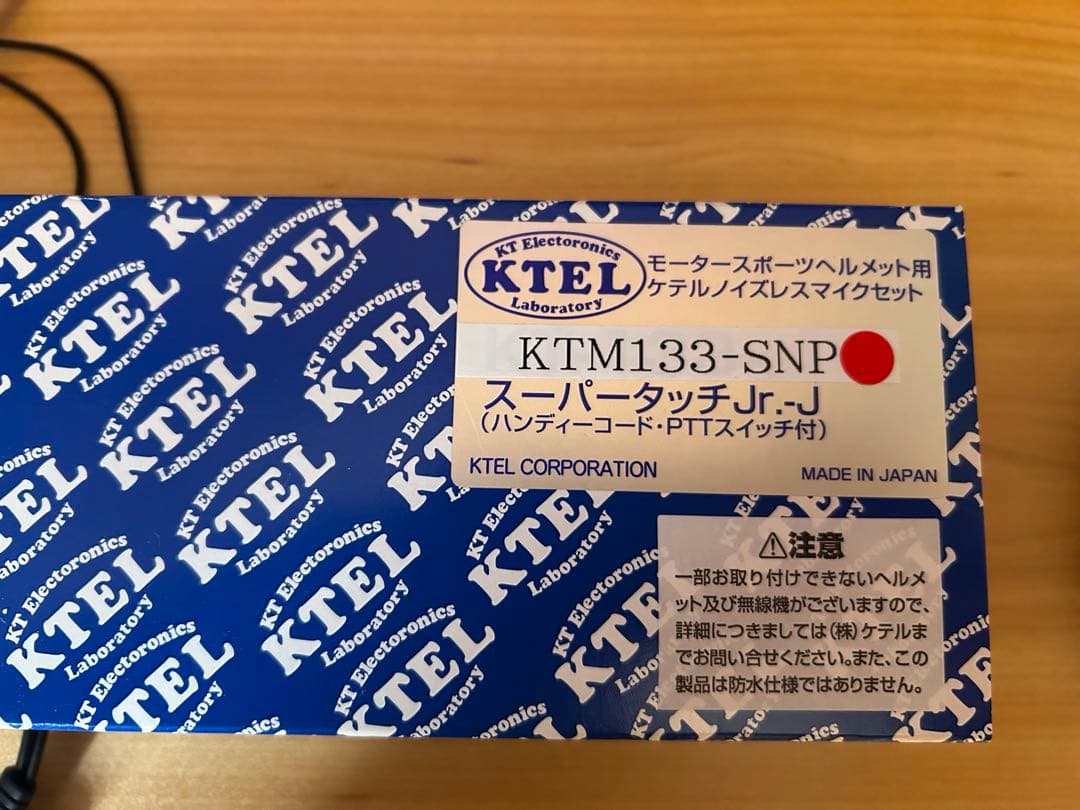 KT Electoronics
KTEL
Laboratory
モータースポーツヘルメット用
ケテルノイズレスマイクセット
KTM133-SNP
スーパータッチJr.-J
(ハンディーコード・PTTスイッチ付)
KTEL CORPORATION
MADE IN JAPAN
⚠注意
一部お取り付けできないヘルメ
ット及び無線機がございますので、
詳細につきましては(株)ケテルま
でお問い合せください。また、この
製品は防水仕様ではありません。
KT Electoronics
KTEL
Laboratory